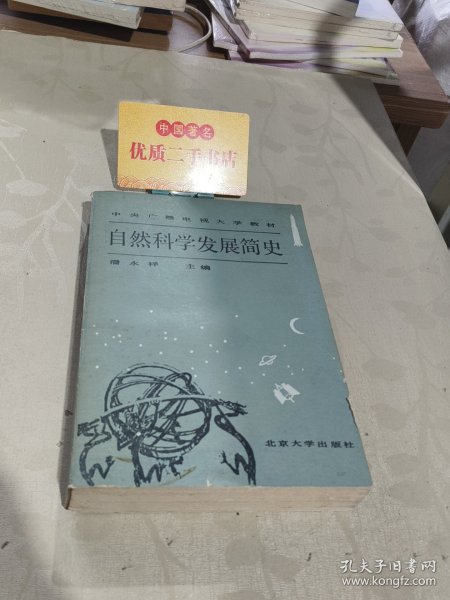 中国著名
优质二手书店
中央广播电视大学教材
自然科学发展简史
潘永祥 主编
北京大学出版社
孔夫子旧书网
www.kongfz.com